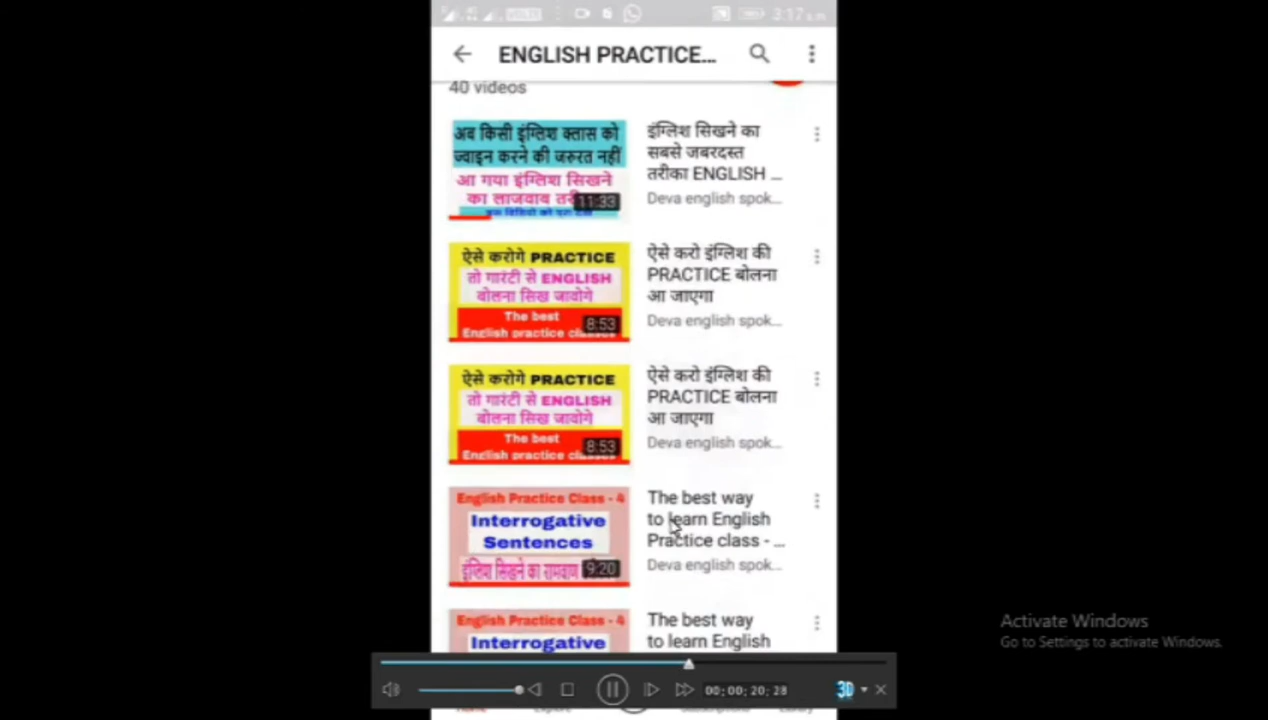 3:17 a.m
ENGLISH PRACTICE...
40 videos
अब किसी इंग्लिश क्लास को
ज्वाइन करने की जरुरत नहीं
आ गया इंग्लिश सिखने
का लाजवाब
11:33
इंग्लिश सिखने का
सबसे जबरदस्त
तरीका ENGLISH ...
Deva english spok...
ऐसे करोगे PRACTICE
तो गारंटी से ENGLISH
बोलना सिख जावोगे
The best
English practice classes
8:53
ऐसे करो इंग्लिश की
PRACTICE बोलना
आ जाएगा
Deva english spok...
ऐसे करोगे PRACTICE
तो गारंटी से ENGLISH
बोलना सिख जावोगे
The best
English practice classes
8:53
ऐसे करो इंग्लिश की
PRACTICE बोलना
आ जाएगा
Deva english spok...
English Practice Class - 4
Interrogative
Sentences
इंग्लिश सिखने का रामवाण
9:20
The best way
to learn English
Practice class - ...
Deva english spok...
English Practice Class - 4
Interrogative
The best way
to learn English
Activate Windows
Go to Settings to activate Windows.
00;00;20;28
3D